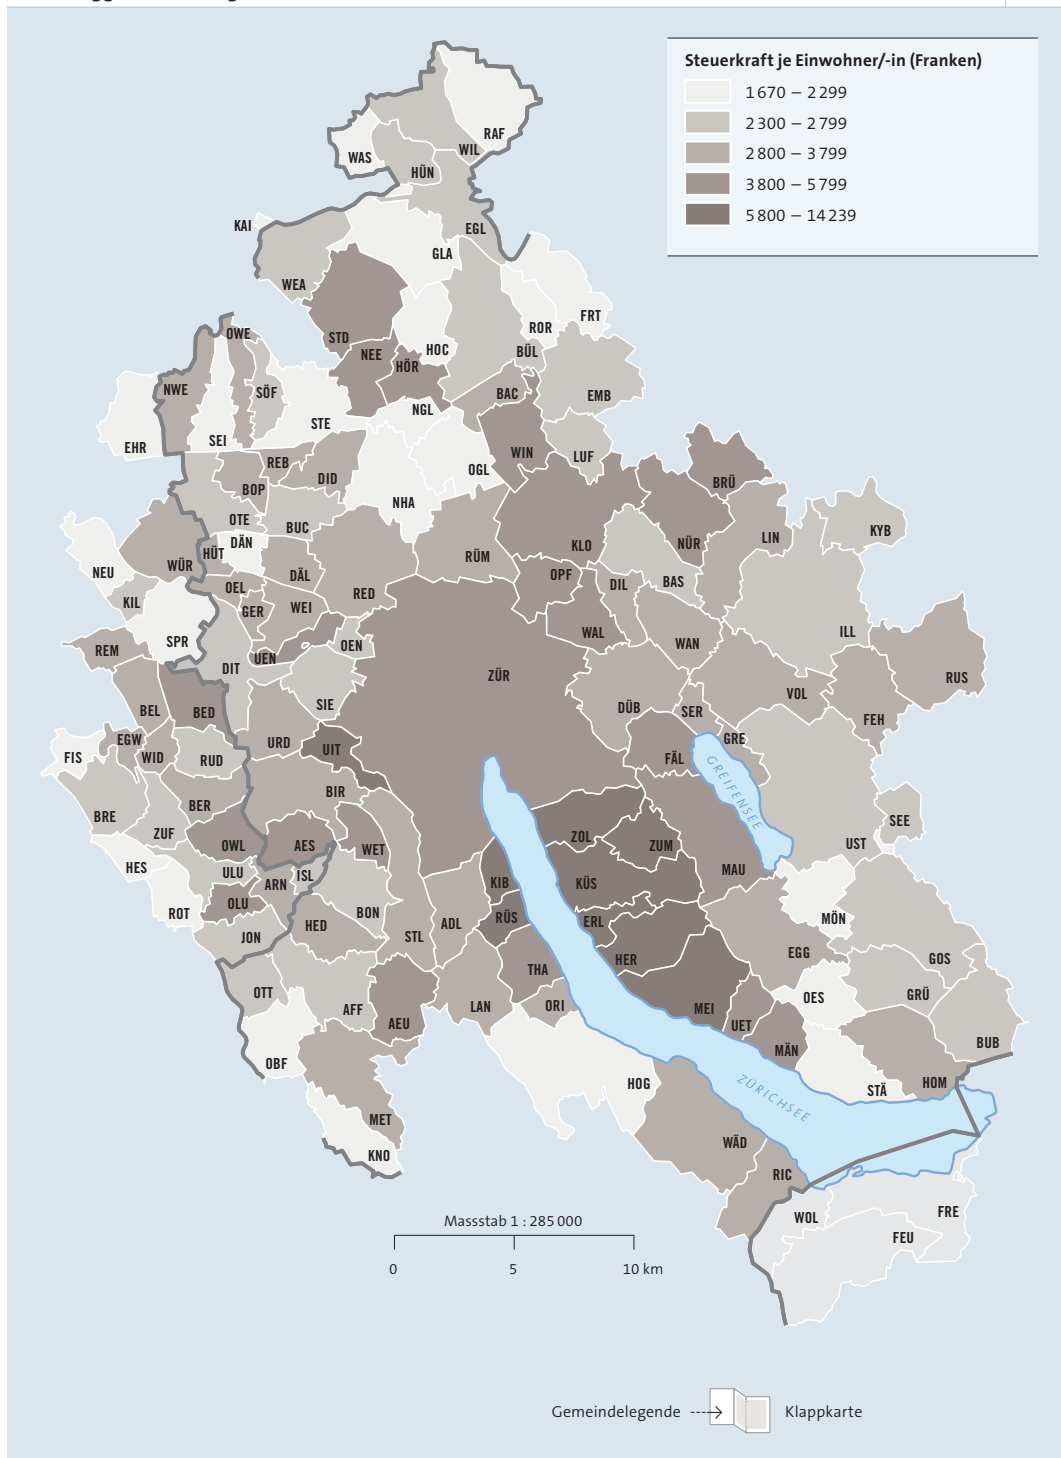 Steuerkraft je Einwohner/-in (Franken)
1 670 – 2 299
2 300 – 2 799
2 800 – 3 799
3 800 – 5 799
5 800 – 14 239
RAF
WAS
WIL
HÜN
KAI
EGL
GLA
WEA
FRT
ROR
OWE
STD
HOC
NEE
BÜL
HÖR
NWE
SÖF
BAC
EMB
NGL
STE
SEI
EHR
WIN
LUF
REB
OGL
DID
BRÜ
BOP
NHA
OTE
BUC
KYB
LIN
DÄN
KLO
NÜR
HÜT
RÜM
WÜR
NEU
DÄL
OPF
DIL
BAS
OEL
RED
KIL
GER
WEI
ILL
WAL
SPR
OEN
WAN
REM
UEN
DIT
ZÜR
RUS
VOL
SIE
DÜB
SER
BEL
BED
FEH
EGW
URD
UIT
GRE
FIS
WID
RUD
FÄL
GREIFENSEE
BIR
BER
BRE
SEE
ZUF
ZOL
OWL
AES
WET
ZUM
UST
HES
ULU
ISL
MAU
ARN
KIB
KÜS
OLU
ROT
BON
RÜS
ERL
MÖN
HED
ADL
JON
STL
EGG
HER
GOS
THA
OTT
GRÜ
OES
AFF
LAN
ORI
MEI
AEU
UET
BUB
MÄN
OBF
HOG
HOM
STÄ
ZÜRICHSEE
MET
WÄD
KNO
RIC
FRE
WOL
FEU
Massstab 1 : 285 000
0 5 10 km
Gemeindelegende Klappkarte